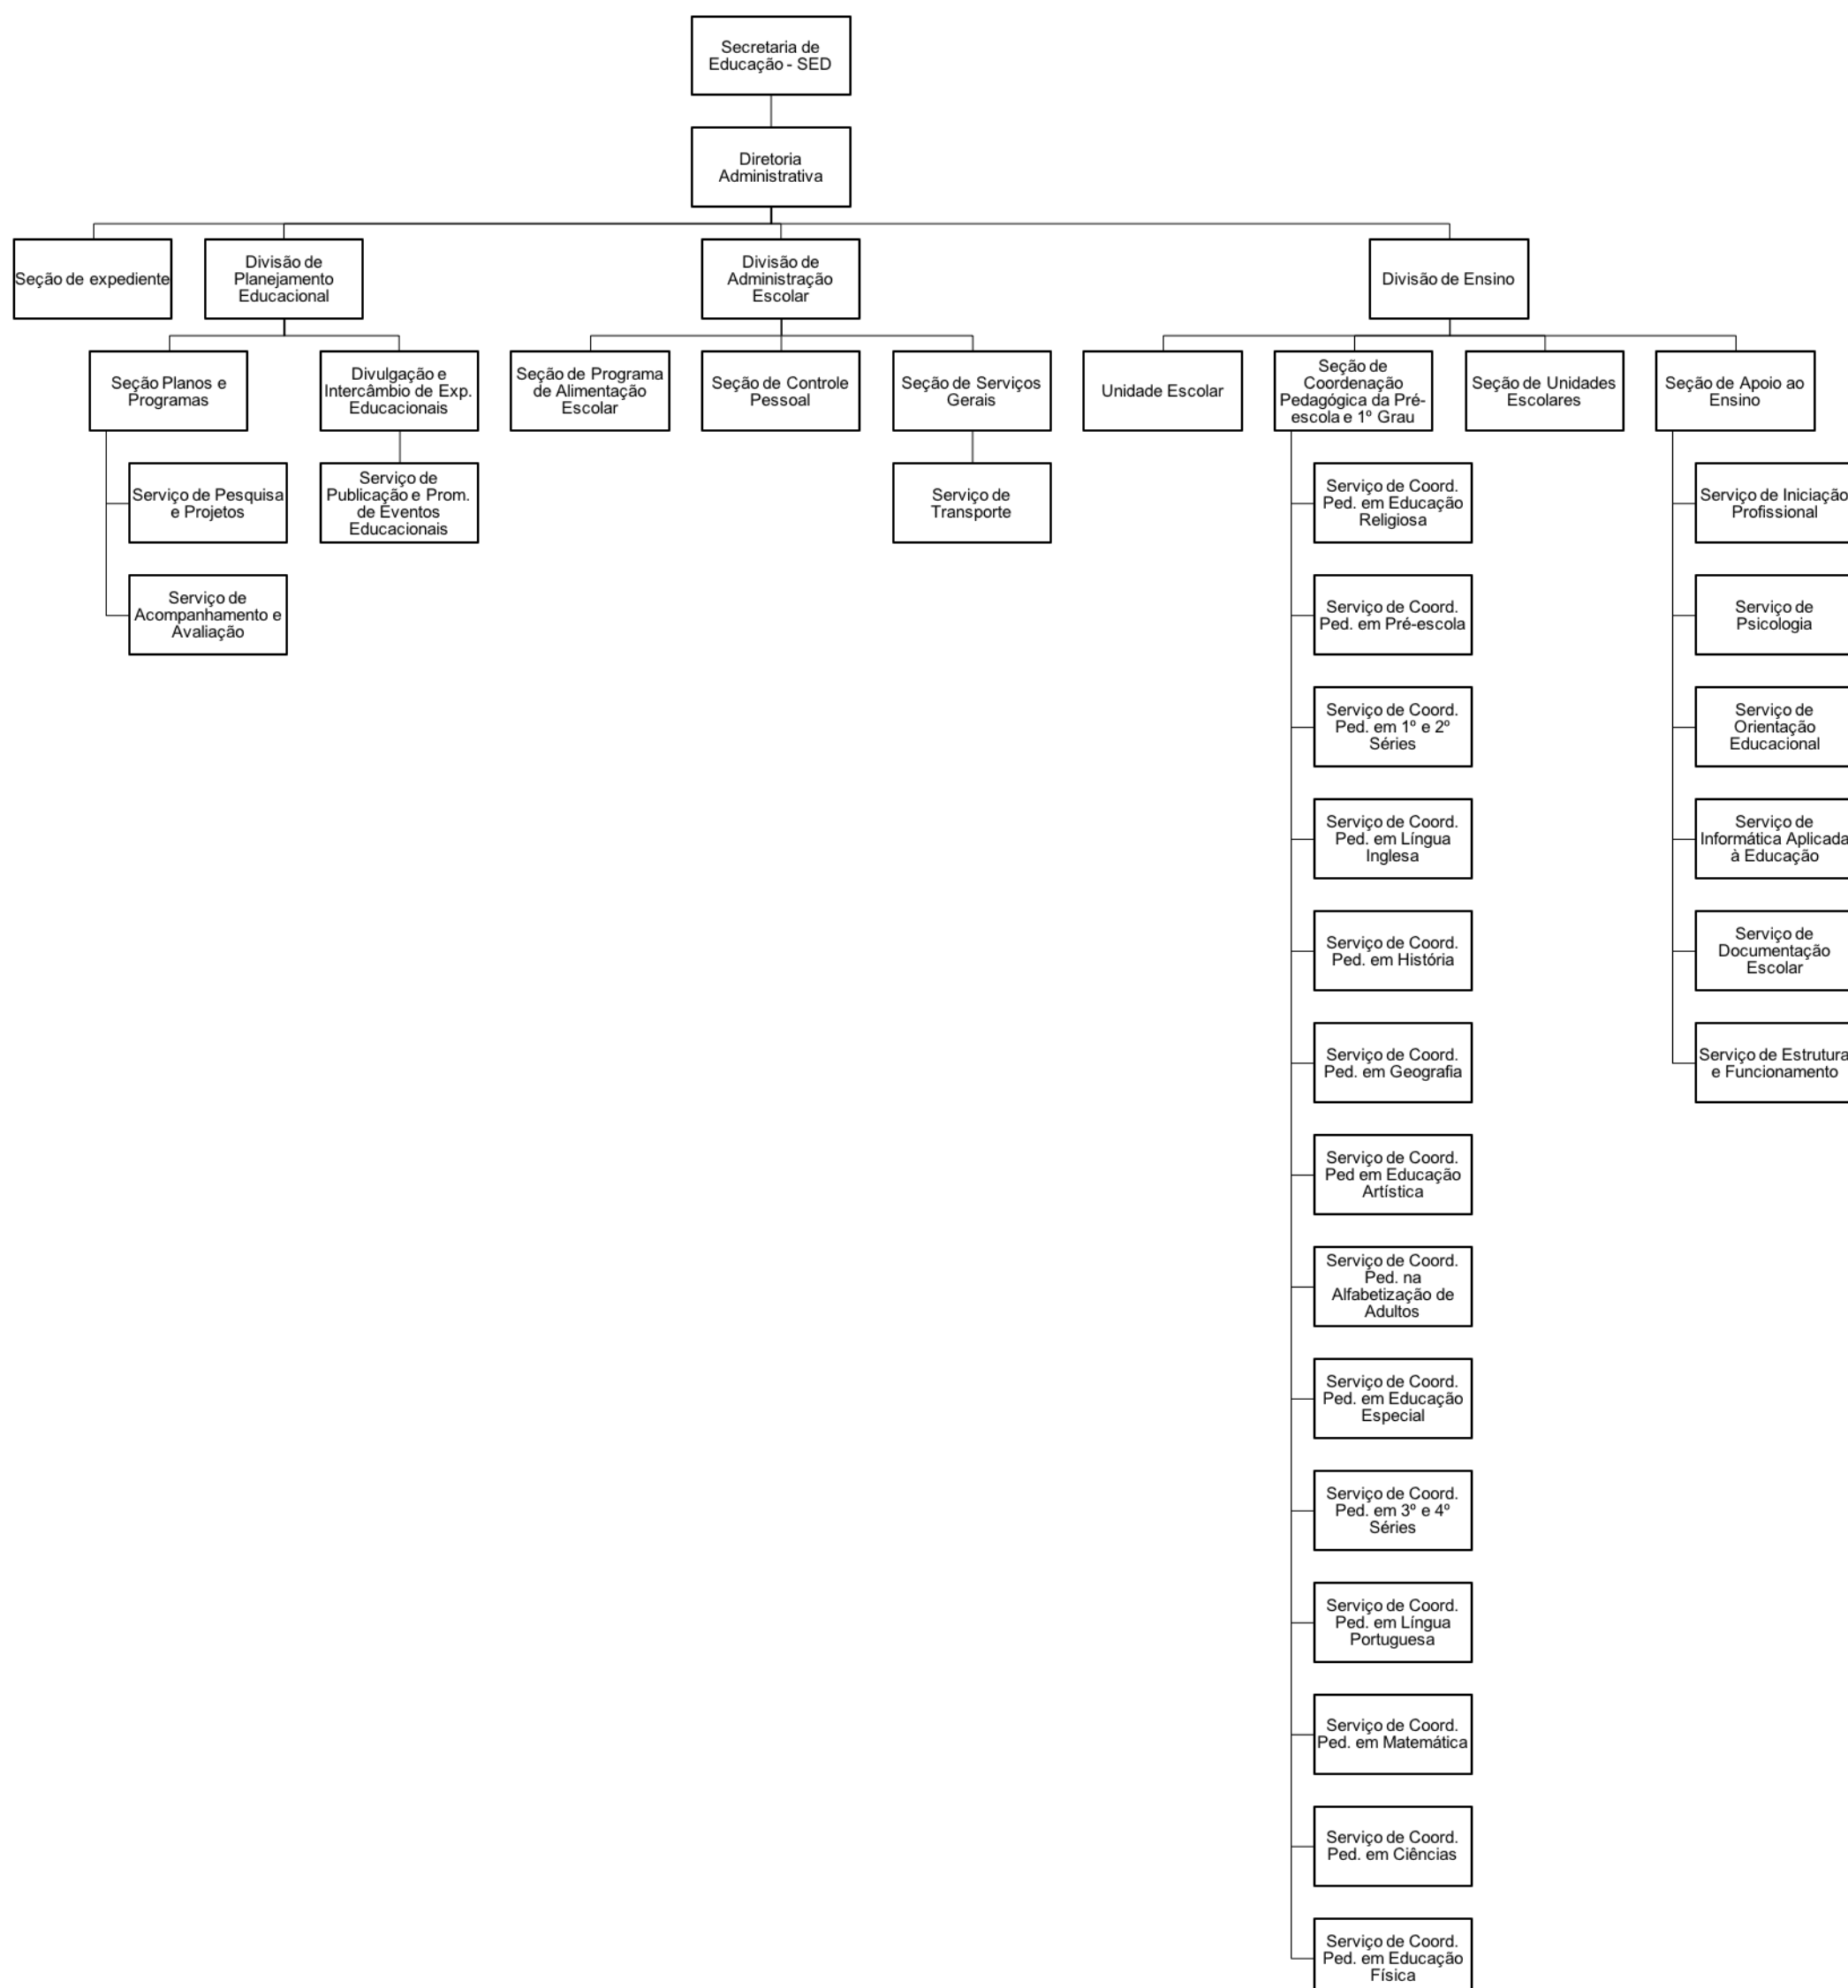 Secretaria de
Educação - SED
Diretoria
Administrativa
Seção de expediente
Divisão de
Planejamento
Educacional
Divisão de
Administração
Escolar
Divisão de Ensino
Seção Planos e
Programas
Divulgação e
Intercâmbio de Exp.
Educacionais
Seção de Programa
de Alimentação
Escolar
Seção de Controle
Pessoal
Seção de Serviços
Gerais
Unidade Escolar
Seção de
Coordenação
Pedagógica da Pré-
escola e 1º Grau
Seção de Unidades
Escolares
Seção de Apoio ao
Ensino
Serviço de Pesquisa
e Projetos
Serviço de
Publicação e Prom.
de Eventos
Educacionais
Serviço de
Transporte
Serviço de Coord.
Ped. em Educação
Religiosa
Serviço de Iniciação
Profissional
Serviço de
Acompanhamento e
Avaliação
Serviço de Coord.
Ped. em Pré-escola
Serviço de
Psicologia
Serviço de Coord.
Ped. em 1º e 2º
Séries
Serviço de
Orientação
Educacional
Serviço de Coord.
Ped. em Língua
Inglesa
Serviço de
Informática Aplicada
à Educação
Serviço de Coord.
Ped. em História
Serviço de
Documentação
Escolar
Serviço de Coord.
Ped. em Geografia
Serviço de Estrutura
e Funcionamento
Serviço de Coord.
Ped em Educação
Artística
Serviço de Coord.
Ped. na
Alfabetização de
Adultos
Serviço de Coord.
Ped. em Educação
Especial
Serviço de Coord.
Ped. em 3º e 4º
Séries
Serviço de Coord.
Ped. em Língua
Portuguesa
Serviço de Coord.
Ped. em Matemática
Serviço de Coord.
Ped. em Ciências
Serviço de Coord.
Ped. em Educação
Física